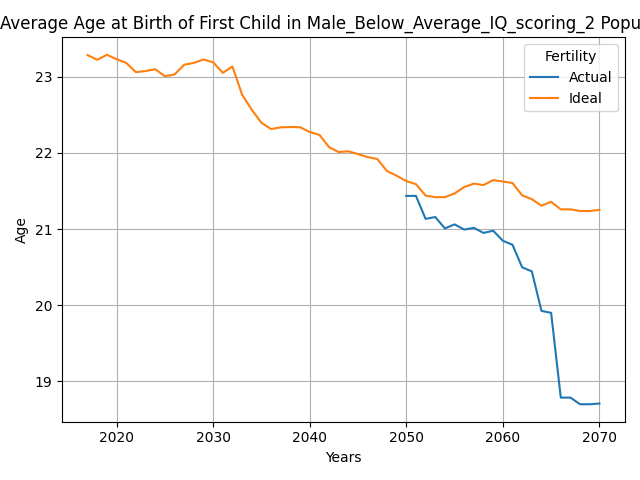 Average Age at Birth of First Child in Male_Below_Average_IQ_scoring_2 Popu
Fertility
Actual
Ideal
23
22
21
20
19
Age
2020 2030 2040 2050 2060 2070
Years